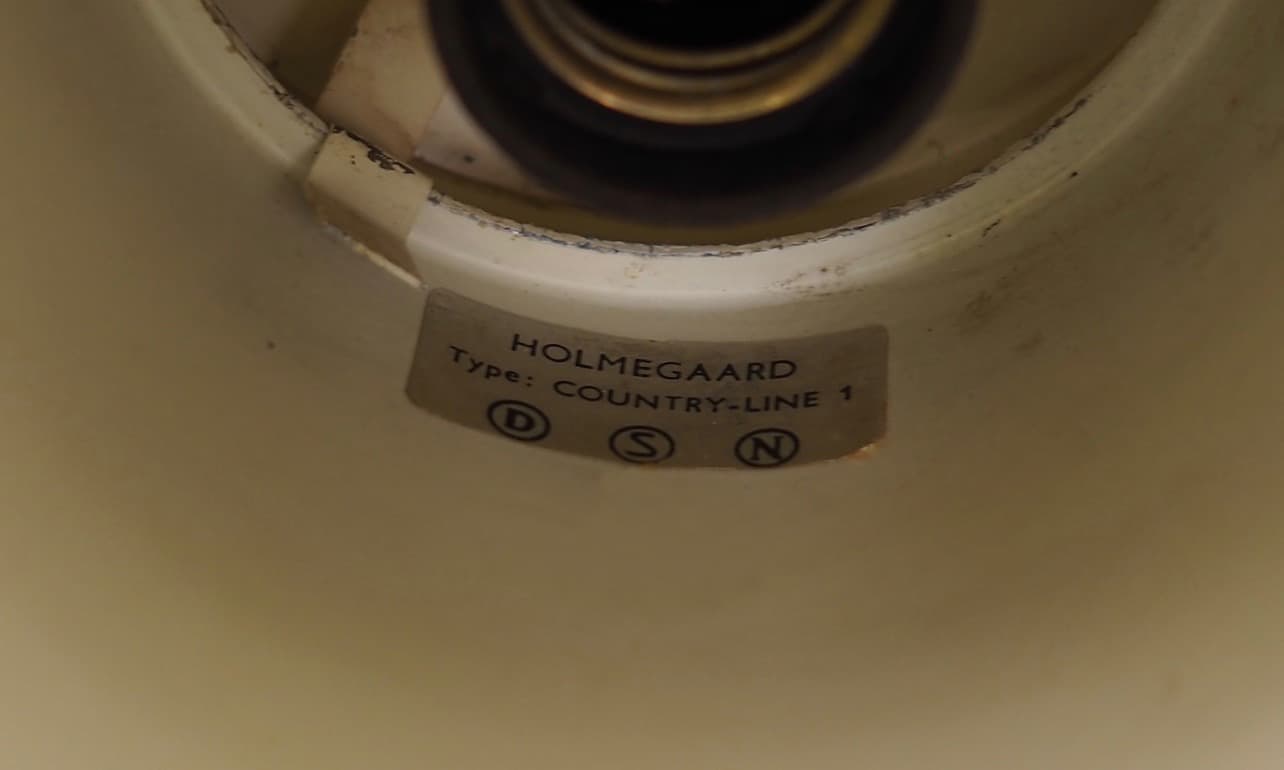 HOLMEGAARD
Type: COUNTRY-LINE 1
D S N